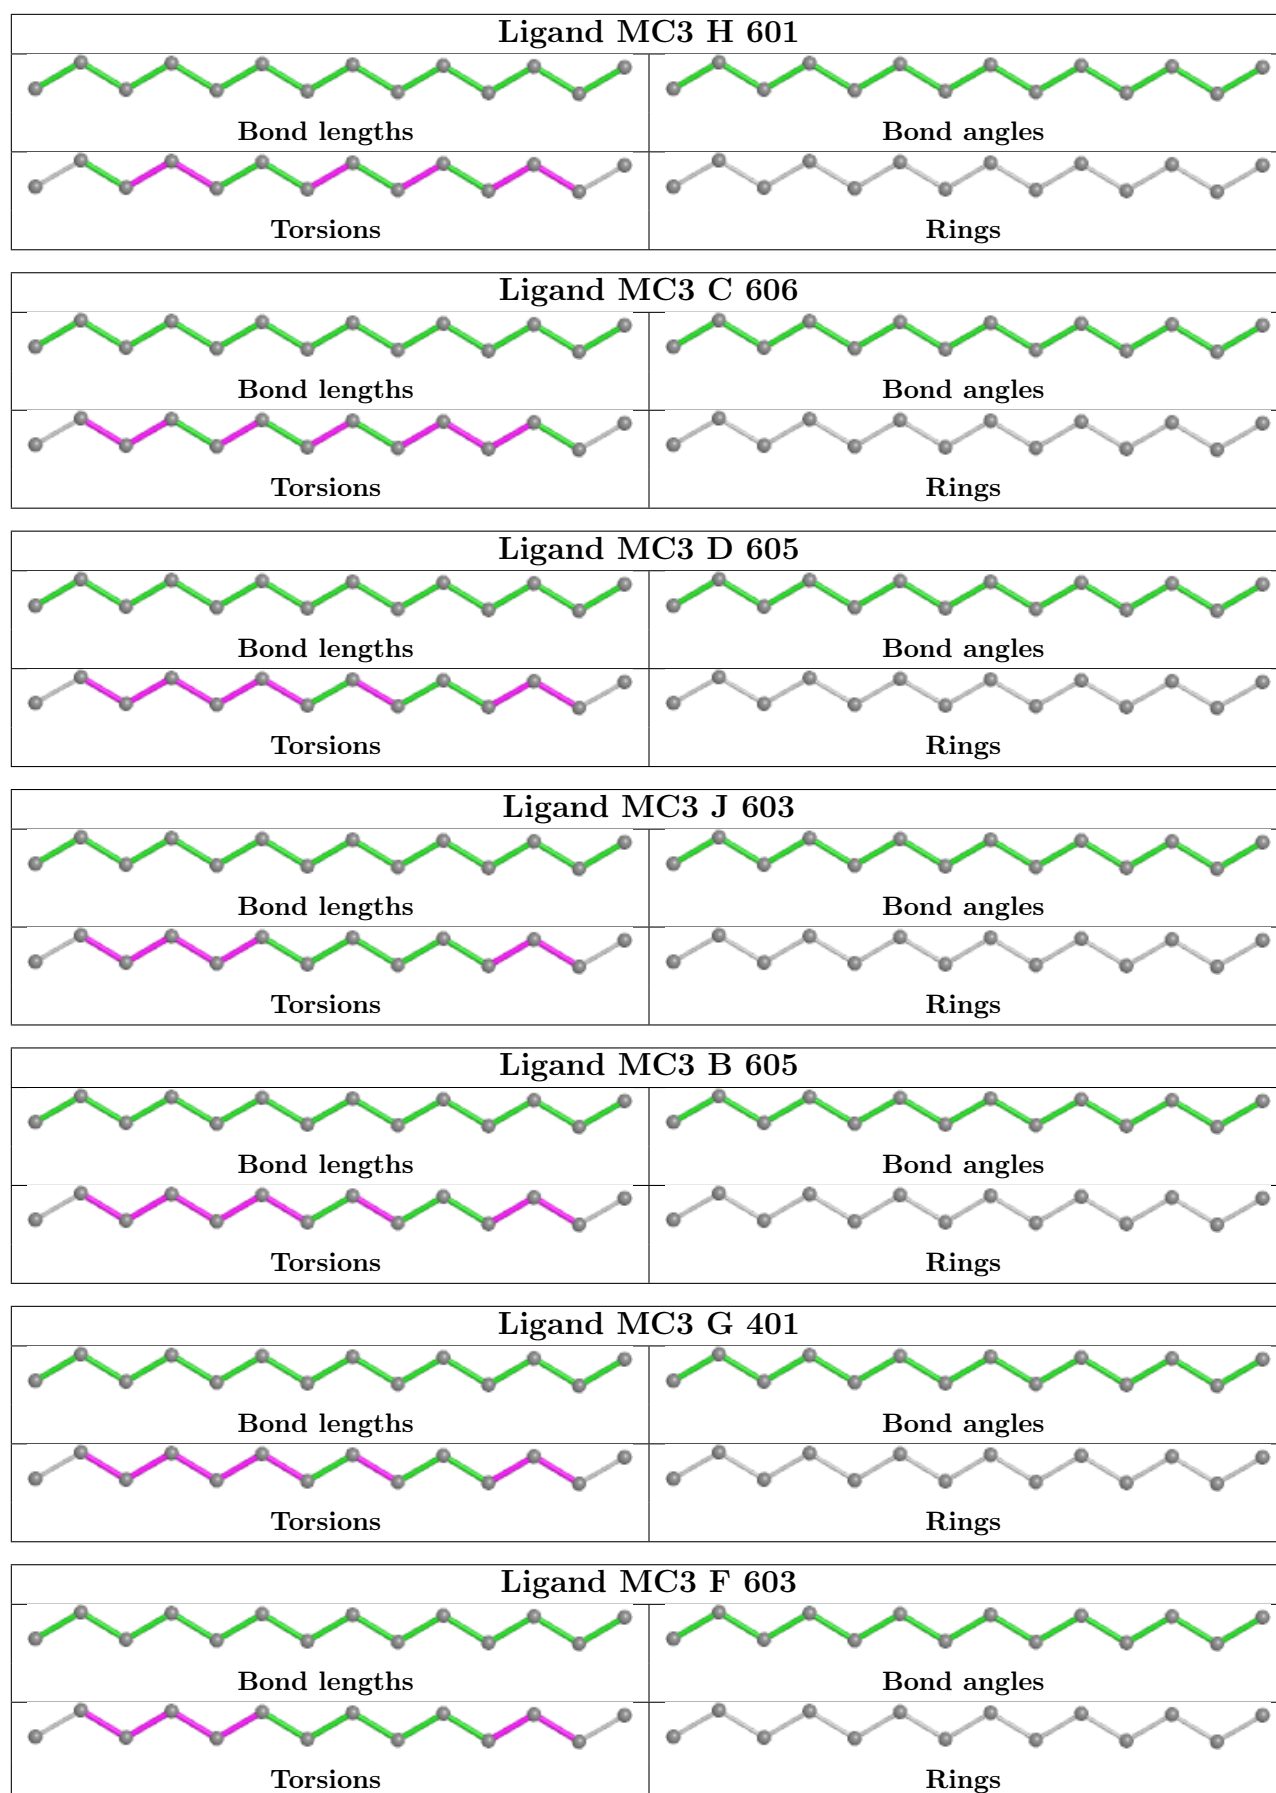 Ligand MC3 H 601
Bond lengths Bond angles
Torsions Rings
Ligand MC3 C 606
Bond lengths Bond angles
Torsions Rings
Ligand MC3 D 605
Bond lengths Bond angles
Torsions Rings
Ligand MC3 J 603
Bond lengths Bond angles
Torsions Rings
Ligand MC3 B 605
Bond lengths Bond angles
Torsions Rings
Ligand MC3 G 401
Bond lengths Bond angles
Torsions Rings
Ligand MC3 F 603
Bond lengths Bond angles
Torsions Rings